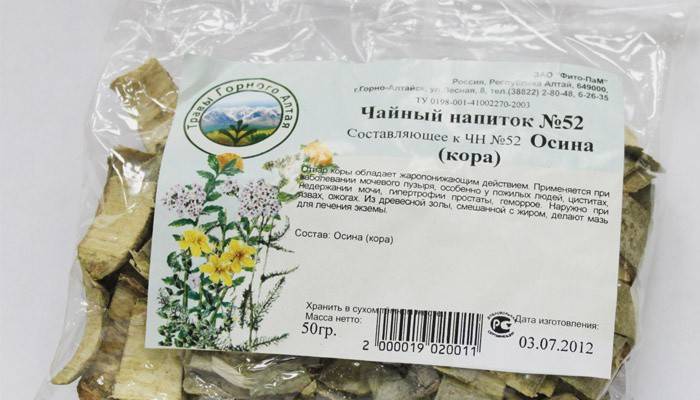 Травы Горного Алтая
ЗАО "Фито-ПаМ"
Россия, Республика Алтай, 649000,
г.Горно-Алтайск, ул. Лесная, 8, тел.(38822) 2-80-48, 6-26-35
ТУ 0198-001-41002270-2003
Чайный напиток №52
Составляющее к ЧН №52 Осина
(кора)
Отвар коры обладает жаропонижающим действием. Применяется при
заболевании мочевого пузыря, особенно у пожилых людей, циститах,
недержании мочи, гипертрофии простаты, геморрое. Наружно при
язвах, ожогах. Из древесной золы, смешанной с жиром, делают мазь
для лечения экземы.
Состав: Осина (кора)
Хранить в сухом
Масса нетто:
50гр.
2 000019 020011
РС
Дата изготовления:
03.07.2012